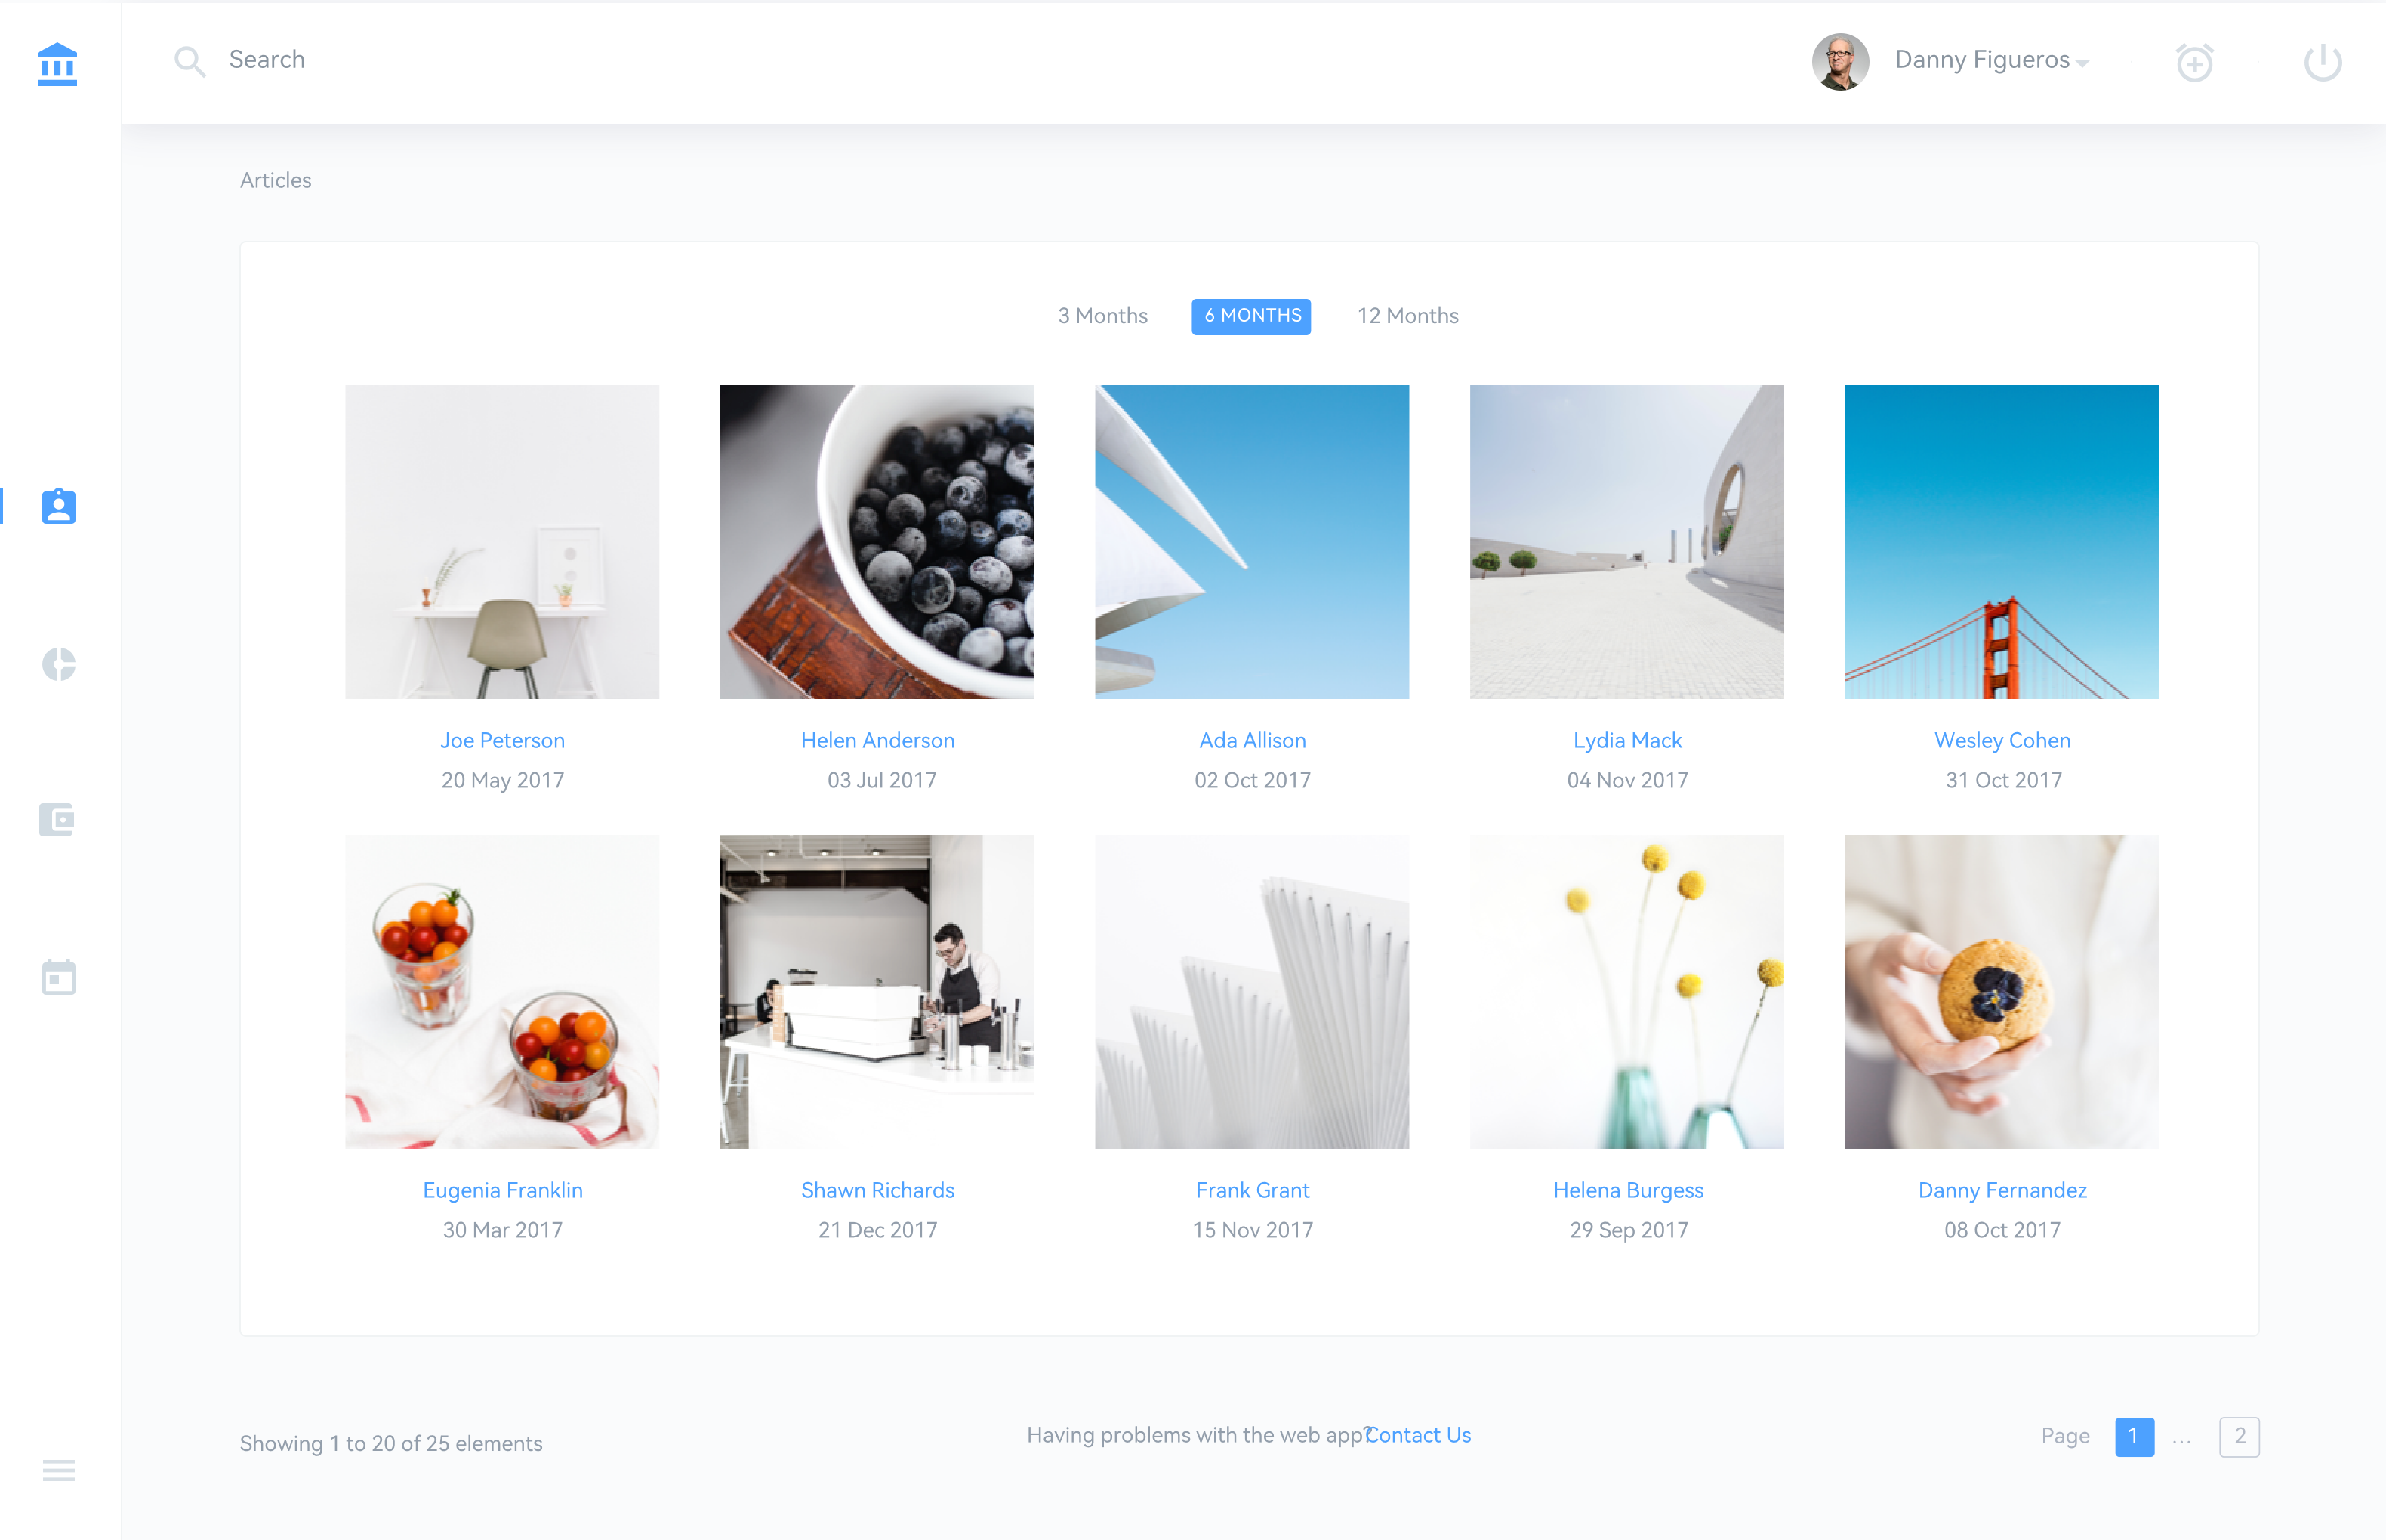 Search
Danny Figueros
Articles
3 Months
6 MONTHS
12 Months
Joe Peterson
20 May 2017
Helen Anderson
03 Jul 2017
Ada Allison
02 Oct 2017
Lydia Mack
04 Nov 2017
Wesley Cohen
31 Oct 2017
Eugenia Franklin
30 Mar 2017
Shawn Richards
21 Dec 2017
Frank Grant
15 Nov 2017
Helena Burgess
29 Sep 2017
Danny Fernandez
08 Oct 2017
Showing 1 to 20 of 25 elements
Having problems with the web app? Contact Us
Page 1 ... 2